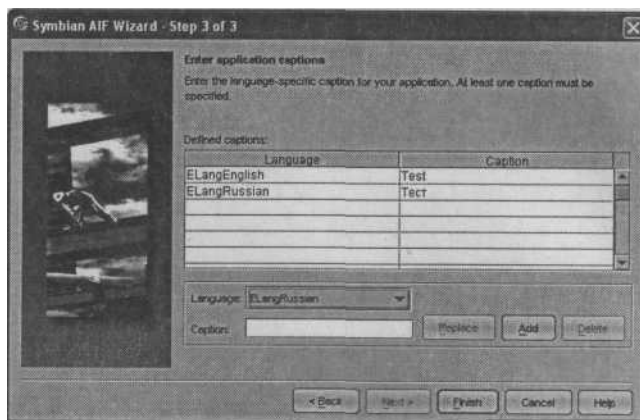 Symbian AIF Wizard - Step 3 of 3
Enter application captions
Enter the language-specific caption for your application. At least one caption must be
specified.
Defined captions:
Language Caption
ELangEnglish Test
ELangRussian Тест
Language: ELangRussian
Caption: Replace Add Delete
< Back Next > Finish Cancel Help